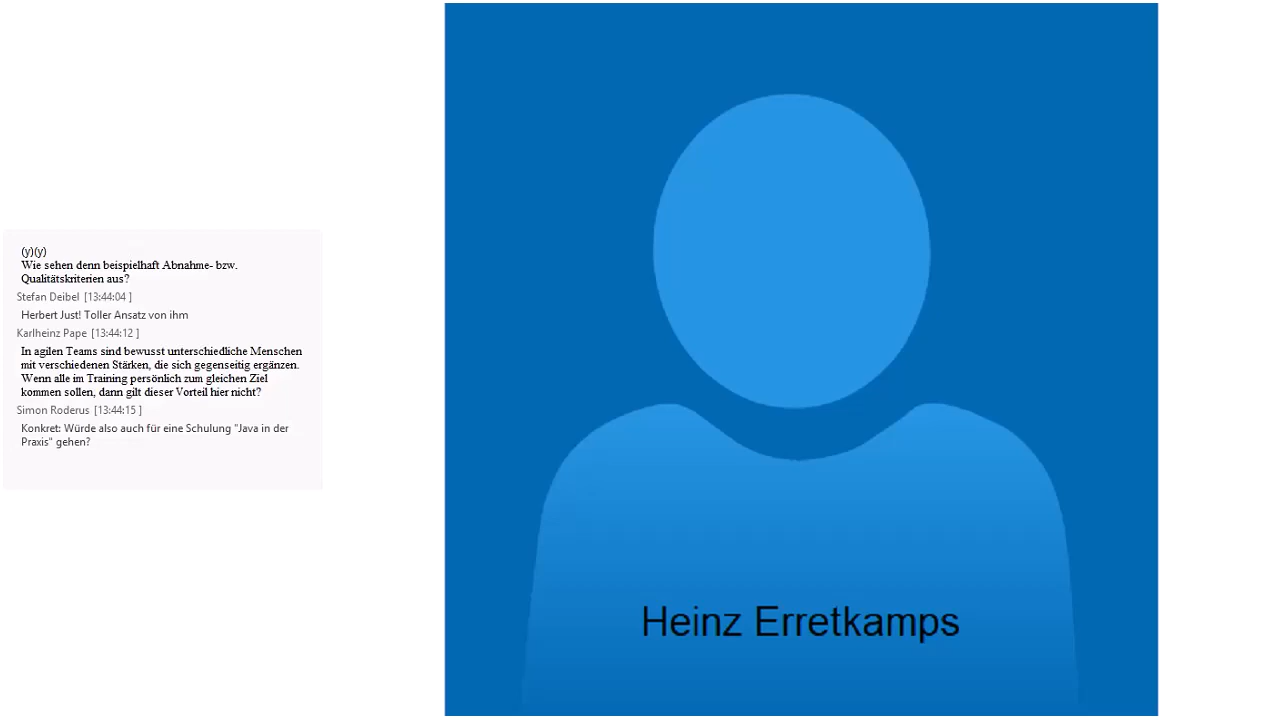 (y)(y)
Wie sehen denn beispielhaft Abnahme- bzw.
Qualitätskriterien aus?
Stefan Deibel [13:44:04 ]
Herbert Just! Toller Ansatz von ihm
Karlheinz Pape [13:44:12 ]
In agilen Teams sind bewusst unterschiedliche Menschen
mit verschiedenen Stärken, die sich gegenseitig ergänzen.
Wenn alle im Training persönlich zum gleichen Ziel
kommen sollen, dann gilt dieser Vorteil hier nicht?
Simon Roderus [13:44:15 ]
Konkret: Würde also auch für eine Schulung "Java in der
Praxis" gehen?
Heinz Erretkamps